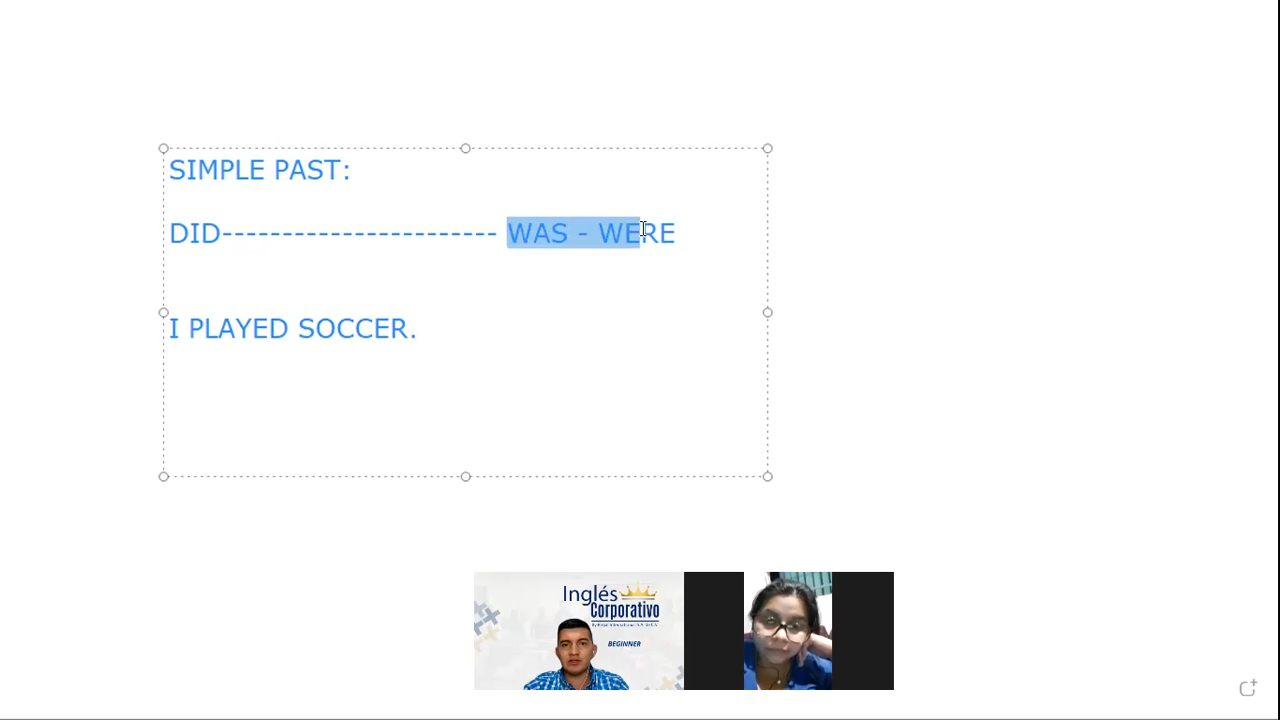 SIMPLE PAST:
DID----------------------- WAS - WERE
I PLAYED SOCCER.
Inglés
Corporativo
BEGINNER